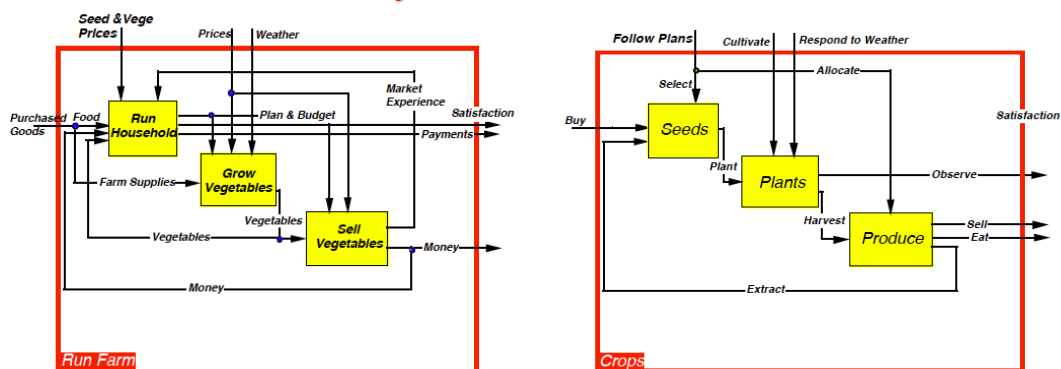 Seed &Vege
Prices
Prices
Weather
Market
Experience
Purchased
Goods
Food
Run
Household
Plan & Budget
Satisfaction
Payments
Farm Supplies
Grow
Vegetables
Vegetables
Vegetables
Sell
Vegetables
Money
Money
Run Farm
Follow Plans
Cultivate
Respond to Weather
Select
Allocate
Buy
Seeds
Satisfaction
Plant
Plants
Observe
Harvest
Produce
Sell
Eat
Extract
Crops